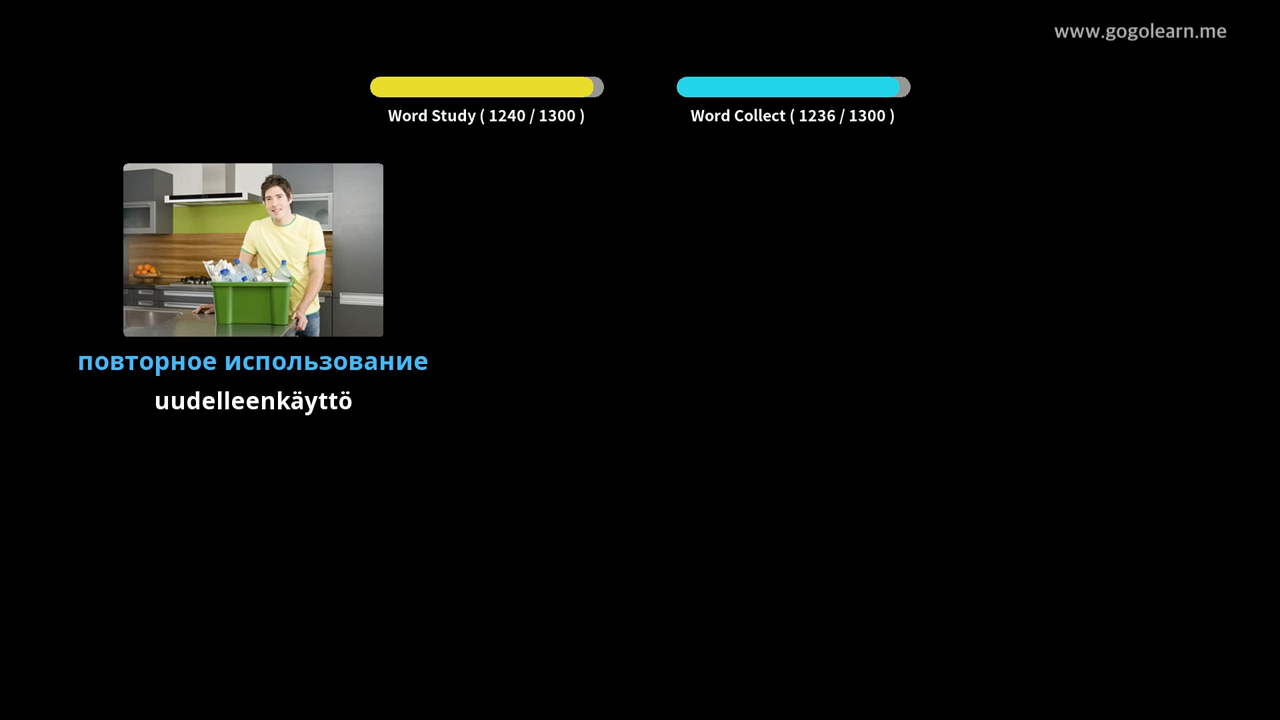 www.gogolearn.me
Word Study ( 1240 / 1300 )
Word Collect ( 1236 / 1300 )
повторное использование
uudelleenkäyttö